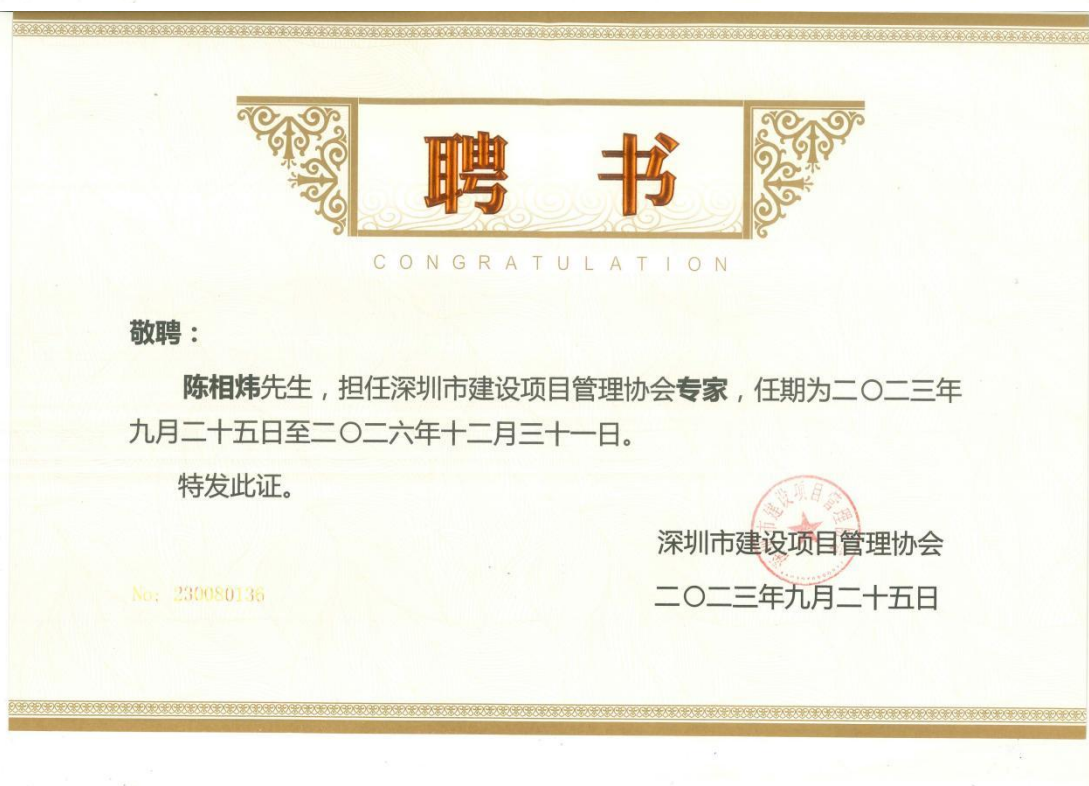 聘 书
CONGRATULATION
敬聘：
陈相炜先生，担任深圳市建设项目管理协会专家，任期为二〇二三年
九月二十五日至二〇二六年十二月三十一日。
特发此证。
深圳市建设项目管理协会
二〇二三年九月二十五日
No: 230080136